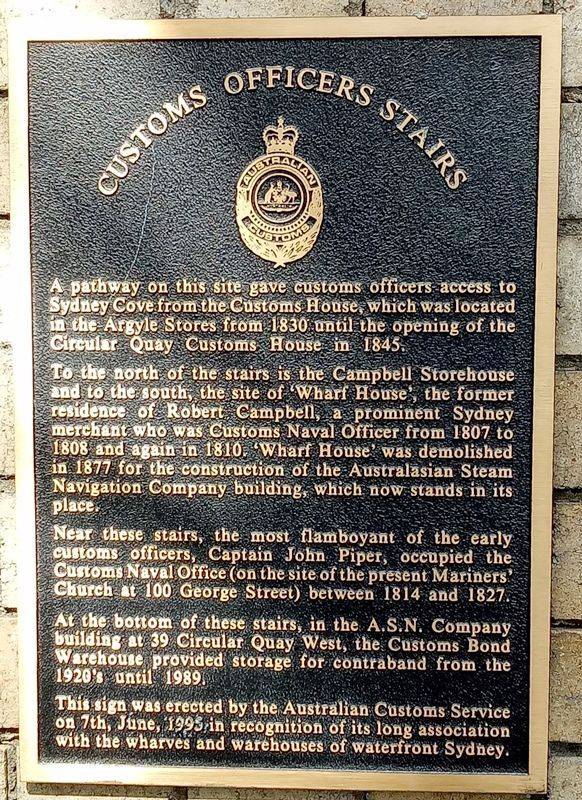 CUSTOMS OFFICERS STAIRS
AUSTRALIAN
CUSTOMS
A pathway on this site gave customs officers access to
Sydney Cove from the Customs House, which was located
in the Argyle Stores from 1830 until the opening of the
Circular Quay Customs House in 1845.
To the north of the stairs is the Campbell Storehouse
and to the south, the site of 'Wharf House', the former
residence of Robert Campbell, a prominent Sydney
merchant who was Customs Naval Officer from 1807 to
1808 and again in 1810. 'Wharf House' was demolished
in 1877 for the construction of the Australasian Steam
Navigation Company building, which now stands in its
place.
Near these stairs, the most flamboyant of the early
customs officers, Captain John Piper, occupied the
Customs Naval Office (on the site of the present Mariners'
Church at 100 George Street) between 1814 and 1827.
At the bottom of these stairs, in the A.S.N. Company
building at 39 Circular Quay West, the Customs Bond
Warehouse provided storage for contraband from the
1920's until 1989.
This sign was erected by the Australian Customs Service
on 7th, June, 1995 in recognition of its long association
with the wharves and warehouses of waterfront Sydney.